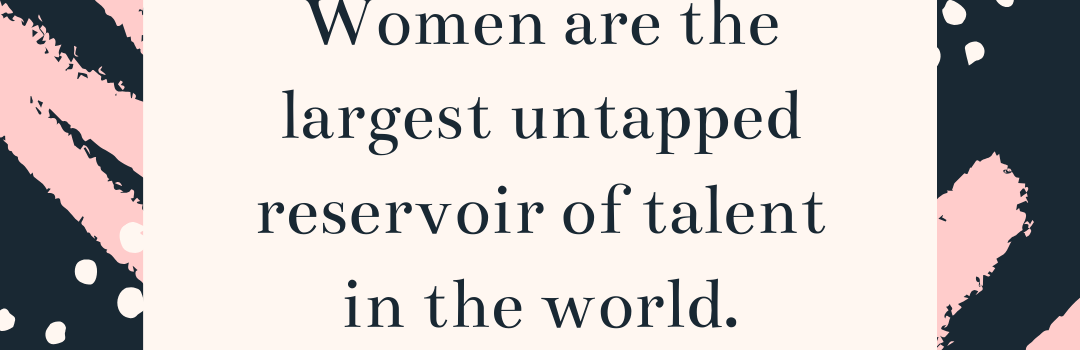 Women are the
largest untapped
reservoir of talent
in the world.